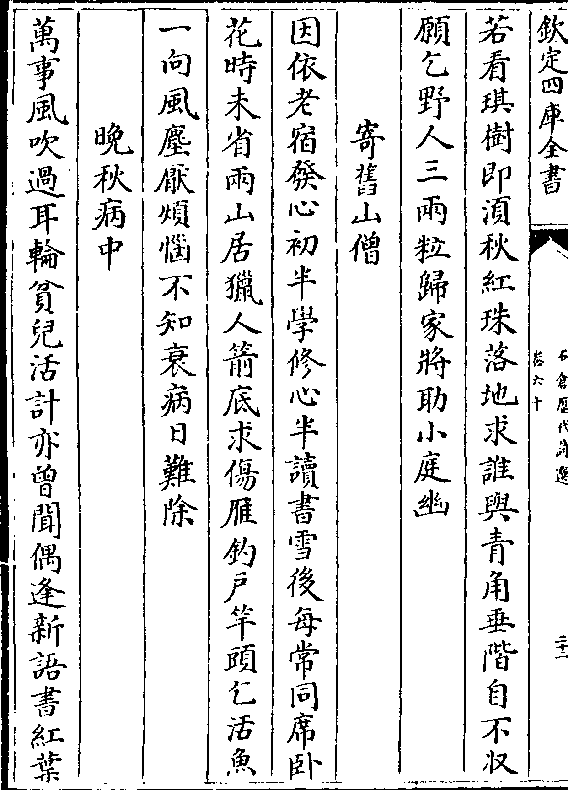 欽定四庫全書
石倉歷代詩選
卷六十
二十二
若看琪樹即須秋紅珠落地求誰與青角垂階自不収
願乞野人三兩粒歸家將助小庭幽
寄舊山僧
因依老宿發心初半學修心半讀書雪後每常同席卧
花時未省兩山居獵人箭底求傷雁釣戶竿頭乞活魚
一向風塵厭煩惱不知衰病日難除
晚秋病中
萬事風吹過耳輪貧兒活計亦曾聞偶逢新語書紅葉